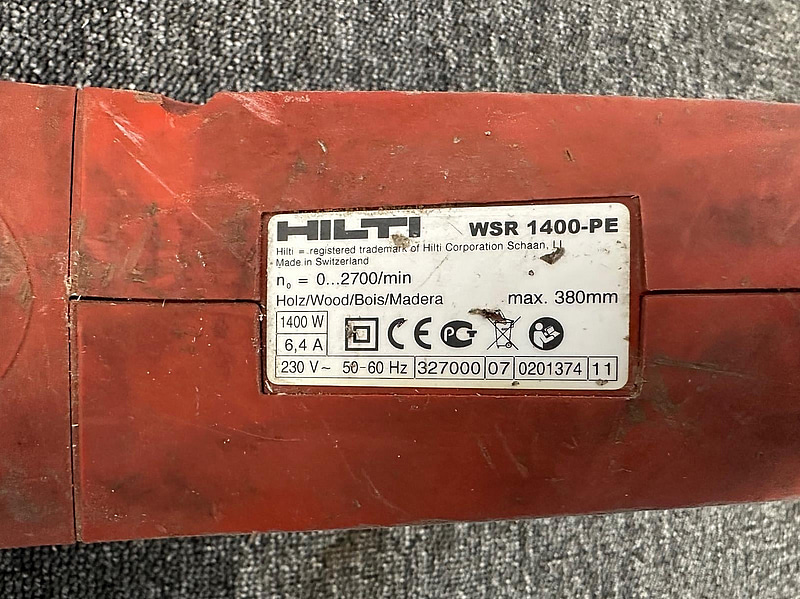 HILTI WSR 1400-PE
Hilti = registered trademark of Hilti Corporation Schaan, LI
Made in Switzerland
n₀ = 0...2700/min
Holz/Wood/Bois/Madera max. 380mm
1400 W
6,4 A
230 V~ 50-60 Hz 327000 07 0201374 11